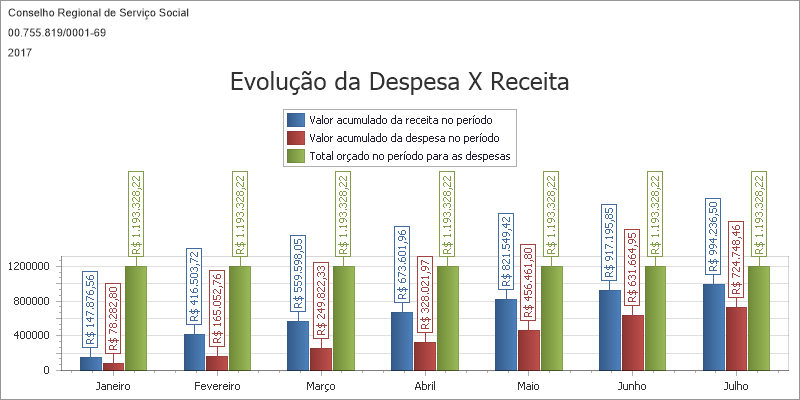 Conselho Regional de Serviço Social
00.755.819/0001-69
2017
Evolução da Despesa X Receita
Valor acumulado da receita no período
Valor acumulado da despesa no período
Total orçado no período para as despesas
1200000
800000
400000
0
R$ 147.876,56
R$ 78.282,80
R$ 1.193.328,22
R$ 416.503,72
R$ 165.052,76
R$ 1.193.328,22
R$ 559.598,05
R$ 249.822,33
R$ 1.193.328,22
R$ 673.601,96
R$ 328.021,97
R$ 1.193.328,22
R$ 821.549,42
R$ 456.461,80
R$ 1.193.328,22
R$ 917.195,85
R$ 631.664,95
R$ 1.193.328,22
R$ 994.236,50
R$ 724.748,46
R$ 1.193.328,22
Janeiro
Fevereiro
Março
Abril
Maio
Junho
Julho